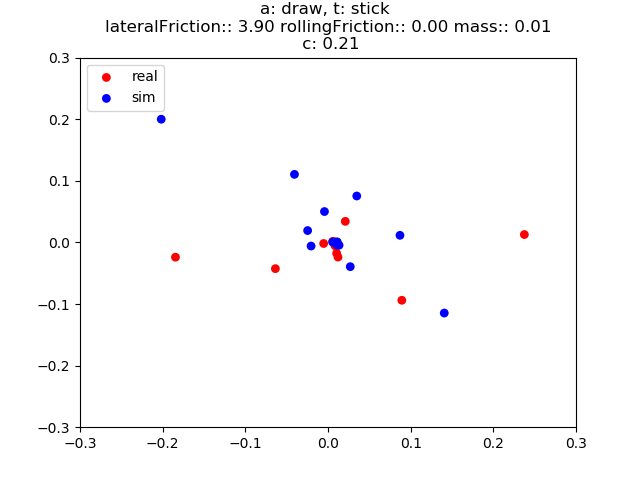 a: draw, t: stick
lateralFriction:: 3.90 rollingFriction:: 0.00 mass:: 0.01
c: 0.21
real
sim
0.3
0.2
0.1
0.0
−0.1
−0.2
−0.3
−0.3 −0.2 −0.1 0.0 0.1 0.2 0.3